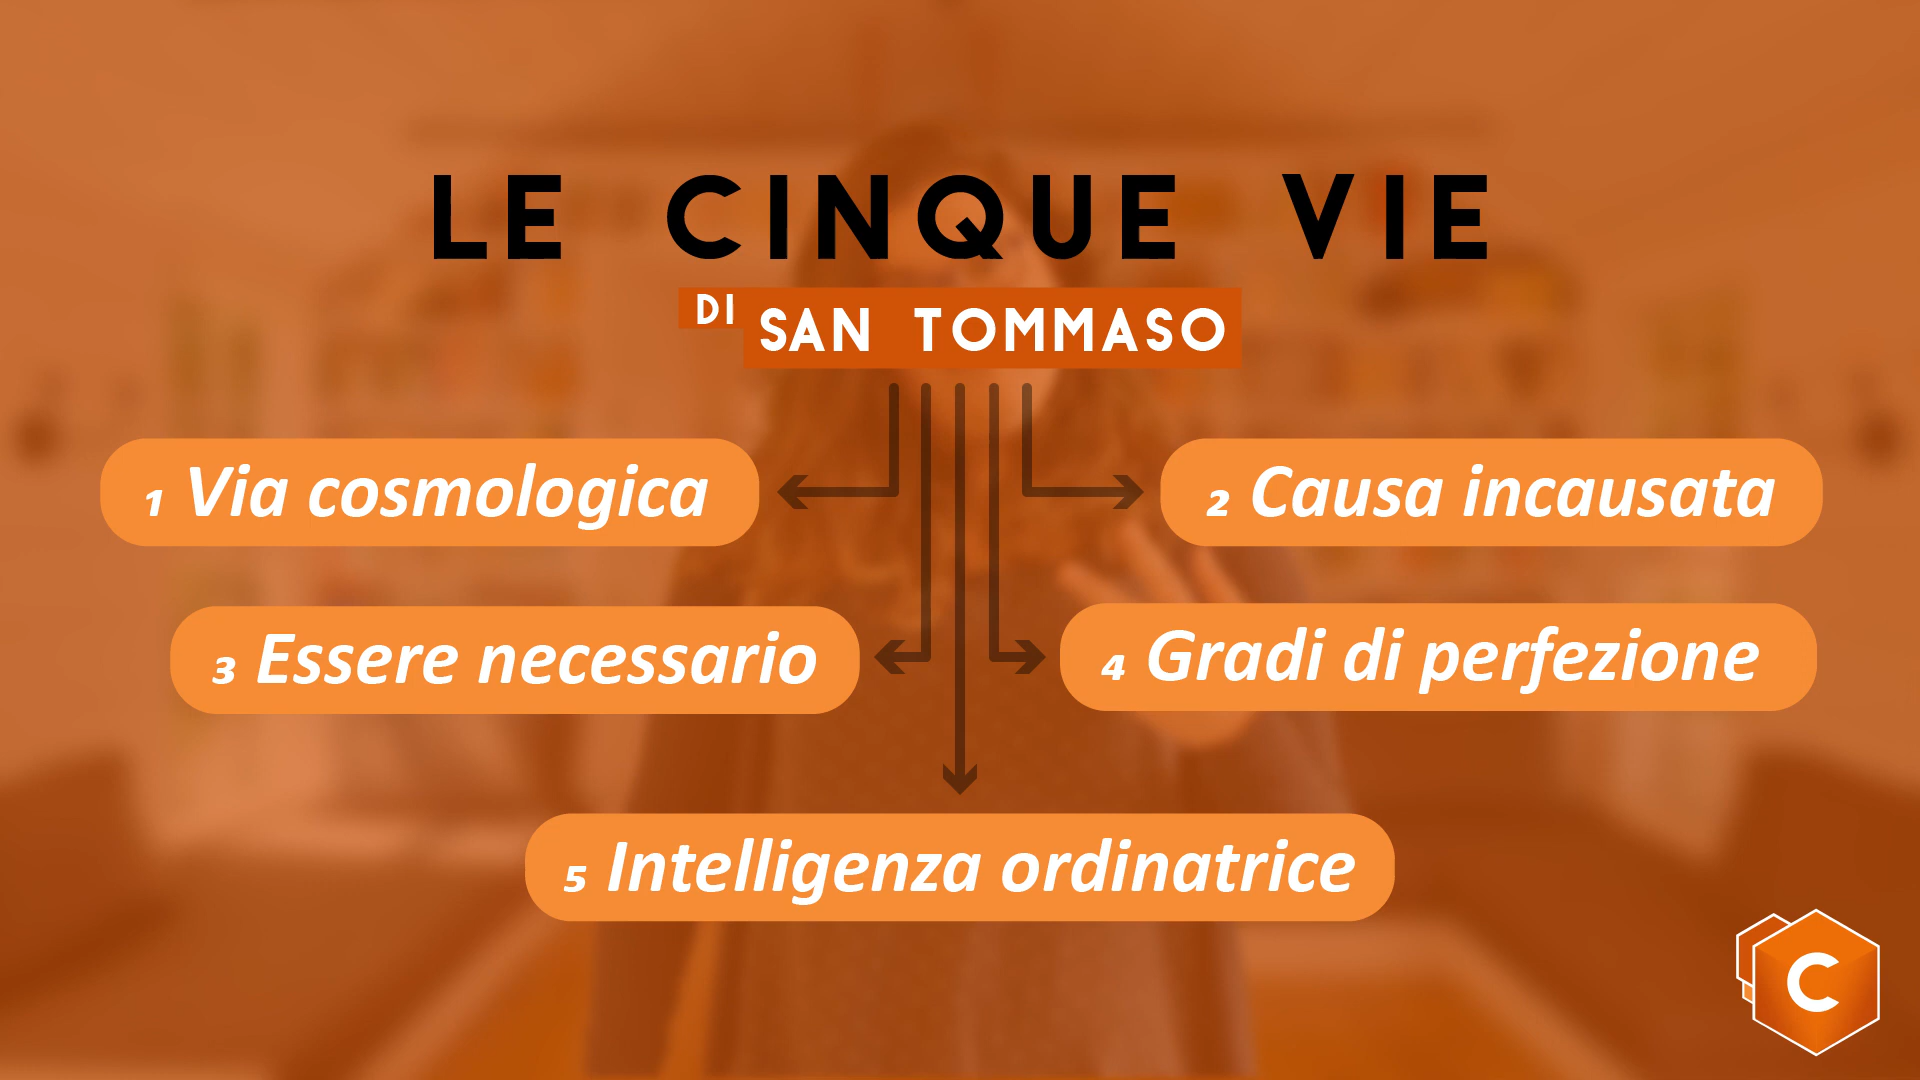 LE CINQUE VIE
DI SAN TOMMASO
1 Via cosmologica
2 Causa incausata
3 Essere necessario
4 Gradi di perfezione
5 Intelligenza ordinatrice
C